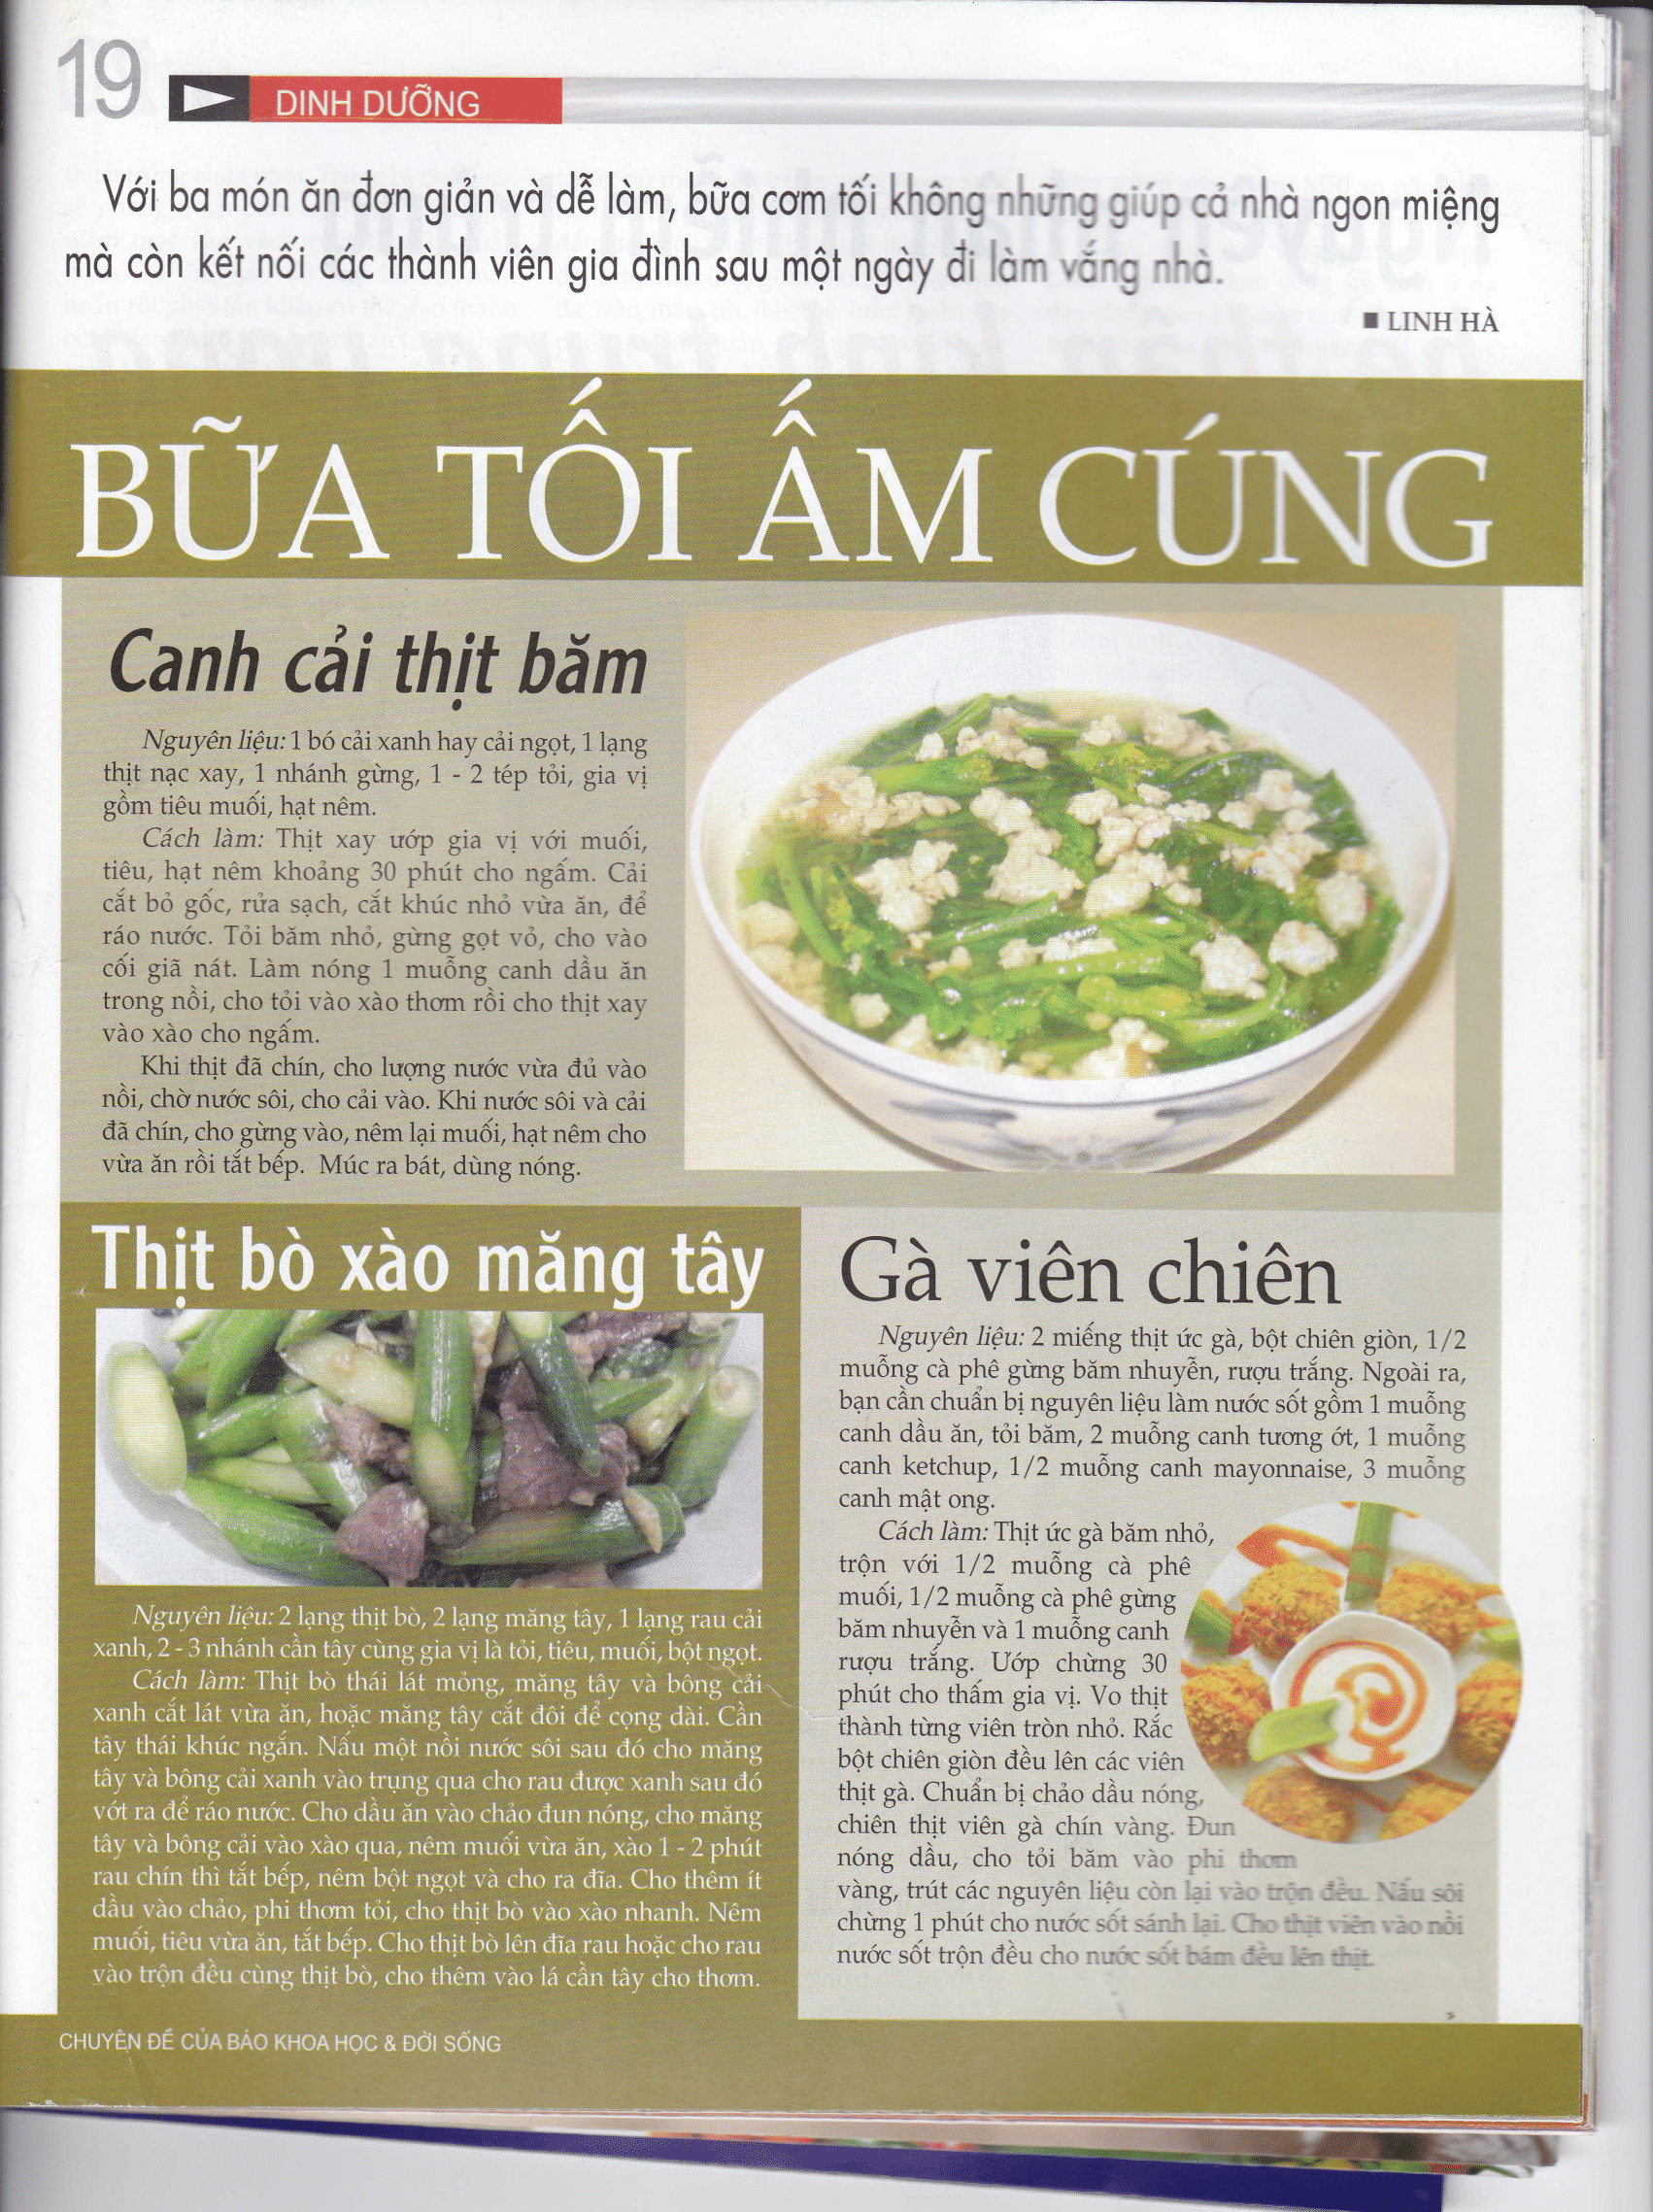 19
DINH DƯỠNG
Với ba món ăn đơn giản và dễ làm, bữa cơm tối không những giúp cả nhà ngon miệng
mà còn kết nối các thành viên gia đình sau một ngày đi làm vắng nhà.
■ LINH HÀ
BỮA TỐI ẤM CÚNG
Canh cải thịt băm
Nguyên liệu: 1 bó cải xanh hay cải ngọt, 1 lạng
thịt nạc xay, 1 nhánh gừng, 1 - 2 tép tỏi, gia vị
gồm tiêu muối, hạt nêm.
Cách làm: Thịt xay ướp gia vị với muối,
tiêu, hạt nêm khoảng 30 phút cho ngấm. Cải
cắt bỏ gốc, rửa sạch, cắt khúc nhỏ vừa ăn, để
ráo nước. Tỏi băm nhỏ, gừng gọt vỏ, cho vào
cối giã nát. Làm nóng 1 muỗng canh dầu ăn
trong nồi, cho tỏi vào xào thơm rồi cho thịt xay
vào xào cho ngấm.
Khi thịt đã chín, cho lượng nước vừa đủ vào
nồi, chờ nước sôi, cho cải vào. Khi nước sôi và cải
đã chín, cho gừng vào, nêm lại muối, hạt nêm cho
vừa ăn rồi tắt bếp. Múc ra bát, dùng nóng.
Thịt bò xào măng tây
Nguyên liệu: 2 lạng thịt bò, 2 lạng măng tây, 1 lạng rau cải
xanh, 2 - 3 nhánh cần tây cùng gia vị là tỏi, tiêu, muối, bột ngọt.
Cách làm: Thịt bò thái lát mỏng, măng tây và bông cải
xanh cắt lát vừa ăn, hoặc măng tây cắt đôi để cọng dài. Cần
tây thái khúc ngắn. Nấu một nồi nước sôi sau đó cho măng
tây và bông cải xanh vào trụng qua cho rau được xanh sau đó
vớt ra để ráo nước. Cho dầu ăn vào chảo đun nóng, cho măng
tây và bông cải vào xào qua, nêm muối vừa ăn, xào 1 - 2 phút
rau chín thì tắt bếp, nêm bột ngọt và cho ra đĩa. Cho thêm ít
dầu vào chảo, phi thơm tỏi, cho thịt bò vào xào nhanh. Nêm
muối, tiêu vừa ăn, tắt bếp. Cho thịt bò lên đĩa rau hoặc cho rau
vào trộn đều cùng thịt bò, cho thêm vào lá cần tây cho thơm.
Gà viên chiên
Nguyên liệu: 2 miếng thịt ức gà, bột chiên giòn, 1/2
muỗng cà phê gừng băm nhuyễn, rượu trắng. Ngoài ra,
bạn cần chuẩn bị nguyên liệu làm nước sốt gồm 1 muỗng
canh dầu ăn, tỏi băm, 2 muỗng canh tương ớt, 1 muỗng
canh ketchup, 1/2 muỗng canh mayonnaise, 3 muỗng
canh mật ong.
Cách làm: Thịt ức gà băm nhỏ,
trộn với 1/2 muỗng cà phê
muối, 1/2 muỗng cà phê gừng
băm nhuyễn và 1 muỗng canh
rượu trắng. Ướp chừng 30
phút cho thấm gia vị. Vo thịt
thành từng viên tròn nhỏ. Rắc
bột chiên giòn đều lên các viên
thịt gà. Chuẩn bị chảo dầu nóng,
chiên thịt viên gà chín vàng. Đun
nóng dầu, cho tỏi băm vào phi thơm
vàng, trút các nguyên liệu còn lại vào trộn đều. Nấu sôi
chừng 1 phút cho nước sốt sánh lại. Cho thịt viên vào nồi
nước sốt trộn đều cho nước sốt bám đều lên thịt.
CHUYÊN ĐỀ CỦA BÁO KHOA HỌC & ĐỜI SỐNG